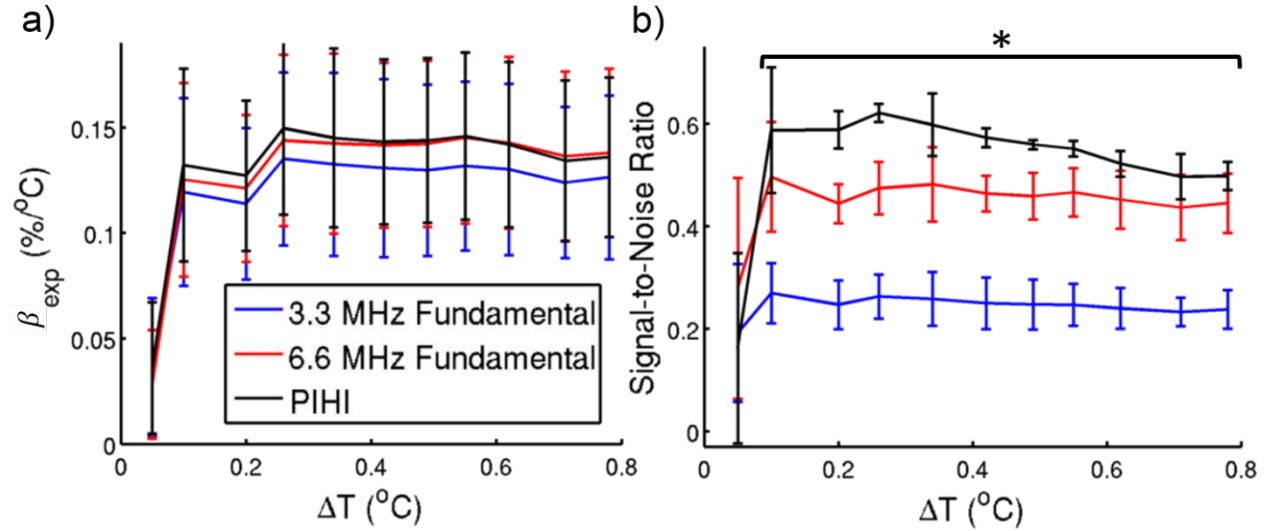 a)
0.15
0.1
0.05
0
β_exp (%/°C)
0 0.2 0.4 0.6 0.8
ΔT (°C)
3.3 MHz Fundamental
6.6 MHz Fundamental
PIHI
b)
*
0.6
0.4
0.2
0
Signal-to-Noise Ratio
0 0.2 0.4 0.6 0.8
ΔT (°C)